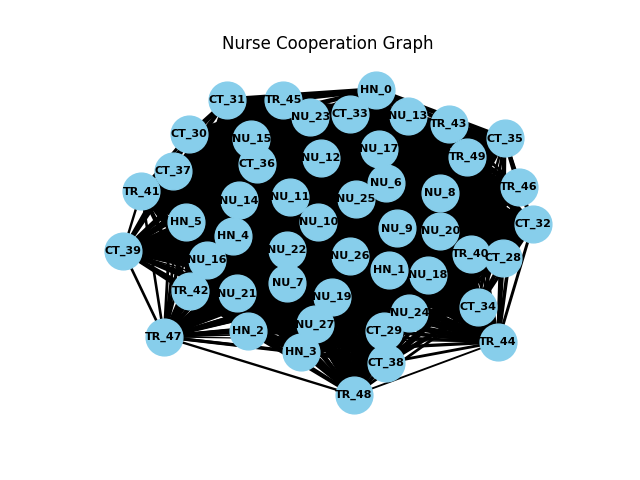 Nurse Cooperation Graph
HN_0
CT_31
TR_45
CT_33
NU_23
NU_13
TR_43
CT_30
NU_15
CT_35
NU_17
NU_12
TR_49
CT_36
CT_37
NU_6
TR_46
TR_41
NU_8
NU_11
NU_14
NU_25
HN_5
NU_10
CT_32
NU_9
NU_20
HN_4
CT_39
NU_22
TR_40
NU_26
CT_28
NU_16
HN_1
NU_18
NU_7
TR_42
NU_21
NU_19
CT_34
NU_24
NU_27
HN_2
CT_29
TR_47
TR_44
HN_3
CT_38
TR_48